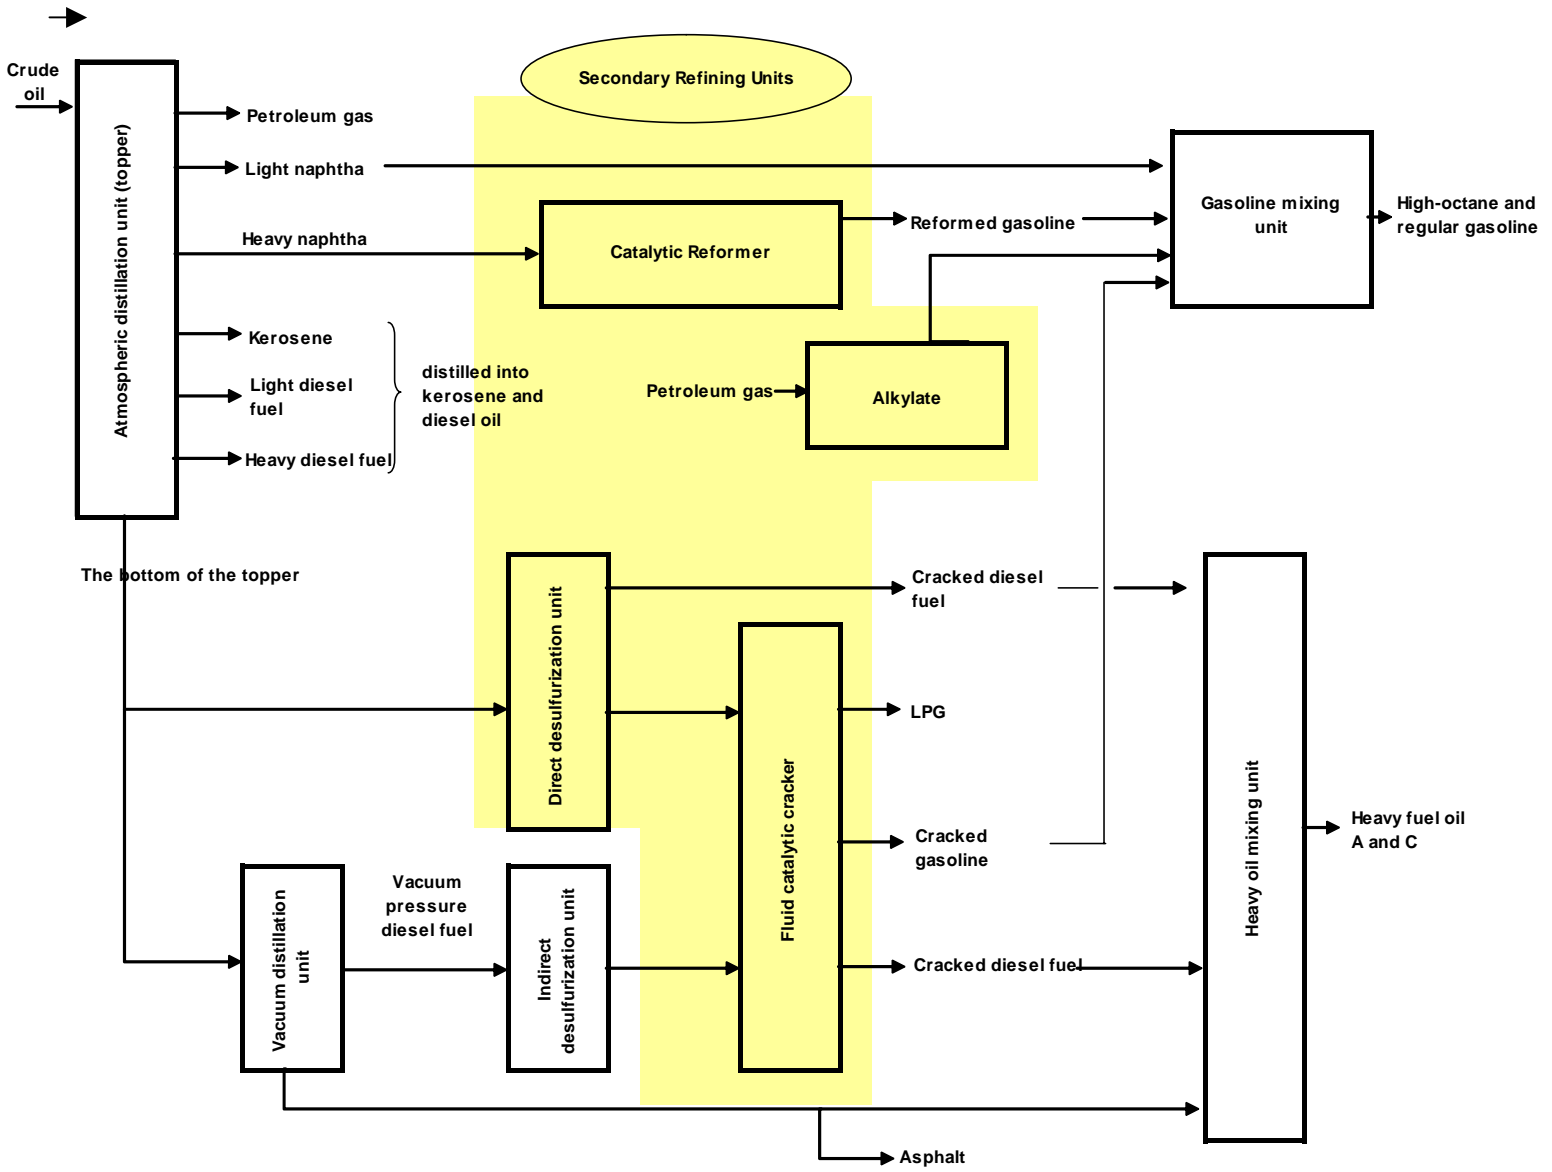 Secondary Refining Units
Crude
oil
Atmospheric distillation unit (topper)
Petroleum gas
Light naphtha
Heavy naphtha
Catalytic Reformer
Reformed gasoline
Gasoline mixing
unit
High-octane and
regular gasoline
Kerosene
Light diesel
fuel
Heavy diesel fuel
distilled into
kerosene and
diesel oil
Petroleum gas
Alkylate
The bottom of the topper
Direct desulfurization unit
Cracked diesel
fuel
LPG
Fluid catalytic cracker
Cracked
gasoline
Heavy oil mixing unit
Heavy fuel oil
A and C
Vacuum distillation
unit
Vacuum
pressure
diesel fuel
Indirect
desulfurization unit
Cracked diesel fuel
Asphalt